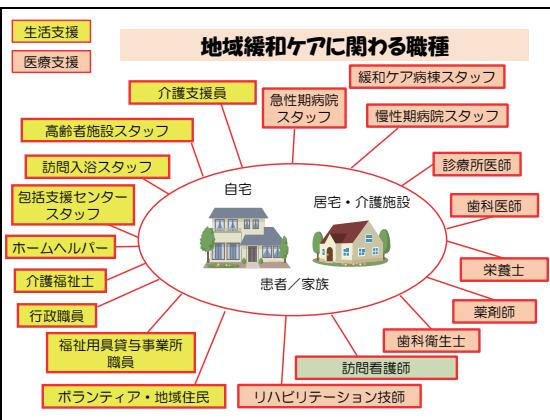 生活支援
医療支援
地域緩和ケアに関わる職種
緩和ケア病棟スタッフ
介護支援員
急性期病院
スタッフ
慢性期病院スタッフ
高齢者施設スタッフ
訪問入浴スタッフ
診療所医師
自宅
居宅・介護施設
包括支援センター
スタッフ
歯科医師
ホームヘルパー
栄養士
介護福祉士
患者／家族
行政職員
薬剤師
福祉用具貸与事業所
職員
歯科衛生士
訪問看護師
ボランティア・地域住民
リハビリテーション技師